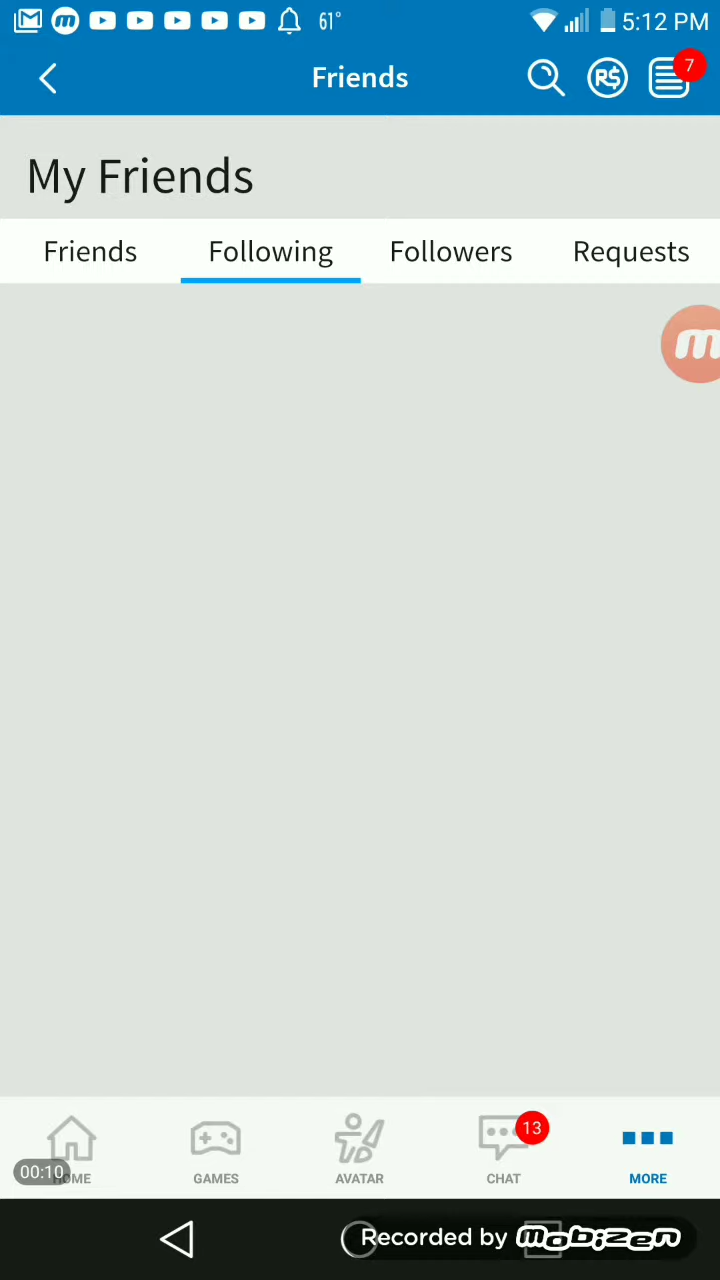 61° 5:12 PM
Friends R$ 7
My Friends
Friends Following Followers Requests
m
13
00:10 OME GAMES AVATAR CHAT MORE
Recorded by mobizen